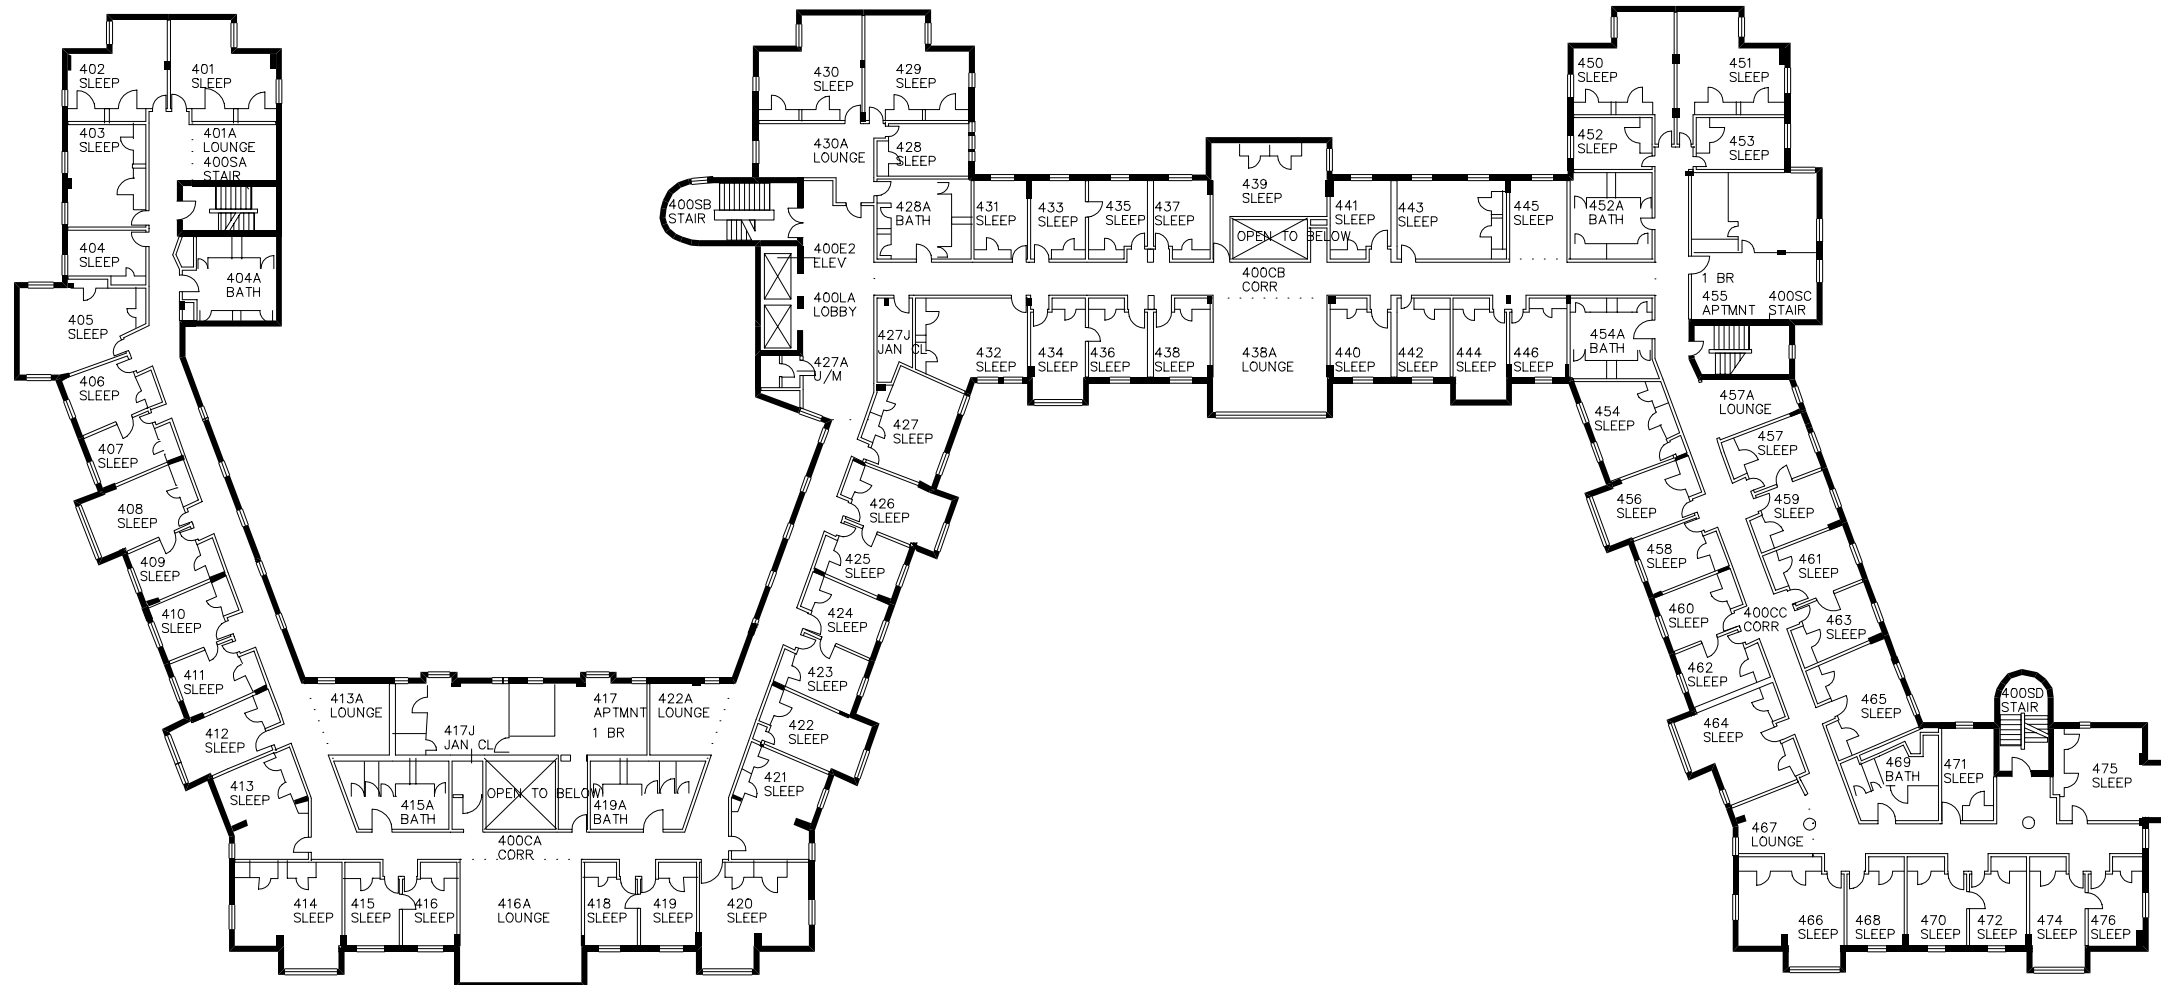 402
SLEEP
401
SLEEP
403
SLEEP
401A
LOUNGE
400SA
STAIR
404
SLEEP
404A
BATH
405
SLEEP
406
SLEEP
407
SLEEP
408
SLEEP
409
SLEEP
410
SLEEP
411
SLEEP
412
SLEEP
413
SLEEP
413A
LOUNGE
417J
JAN CL
417
APTMNT
1 BR
422A
LOUNGE
415A
BATH
OPEN TO BELOW
419A
BATH
400CA
CORR
414
SLEEP
415
SLEEP
416
SLEEP
416A
LOUNGE
418
SLEEP
419
SLEEP
420
SLEEP
421
SLEEP
422
SLEEP
423
SLEEP
424
SLEEP
425
SLEEP
426
SLEEP
427
SLEEP
430
SLEEP
429
SLEEP
430A
LOUNGE
428
SLEEP
400SB
STAIR
428A
BATH
400E2
ELEV
400LA
LOBBY
427A
U/M
427J
JAN CL
431
SLEEP
433
SLEEP
435
SLEEP
437
SLEEP
439
SLEEP
OPEN TO BELOW
441
SLEEP
443
SLEEP
445
SLEEP
400CB
CORR
432
SLEEP
434
SLEEP
436
SLEEP
438
SLEEP
438A
LOUNGE
440
SLEEP
442
SLEEP
444
SLEEP
446
SLEEP
450
SLEEP
451
SLEEP
452
SLEEP
453
SLEEP
452A
BATH
1 BR
455
APTMNT
400SC
STAIR
454A
BATH
457A
LOUNGE
454
SLEEP
457
SLEEP
456
SLEEP
459
SLEEP
458
SLEEP
461
SLEEP
460
SLEEP
400CC
CORR
463
SLEEP
462
SLEEP
465
SLEEP
464
SLEEP
400SD
STAIR
469
BATH
471
SLEEP
475
SLEEP
467
LOUNGE
466
SLEEP
468
SLEEP
470
SLEEP
472
SLEEP
474
SLEEP
476
SLEEP